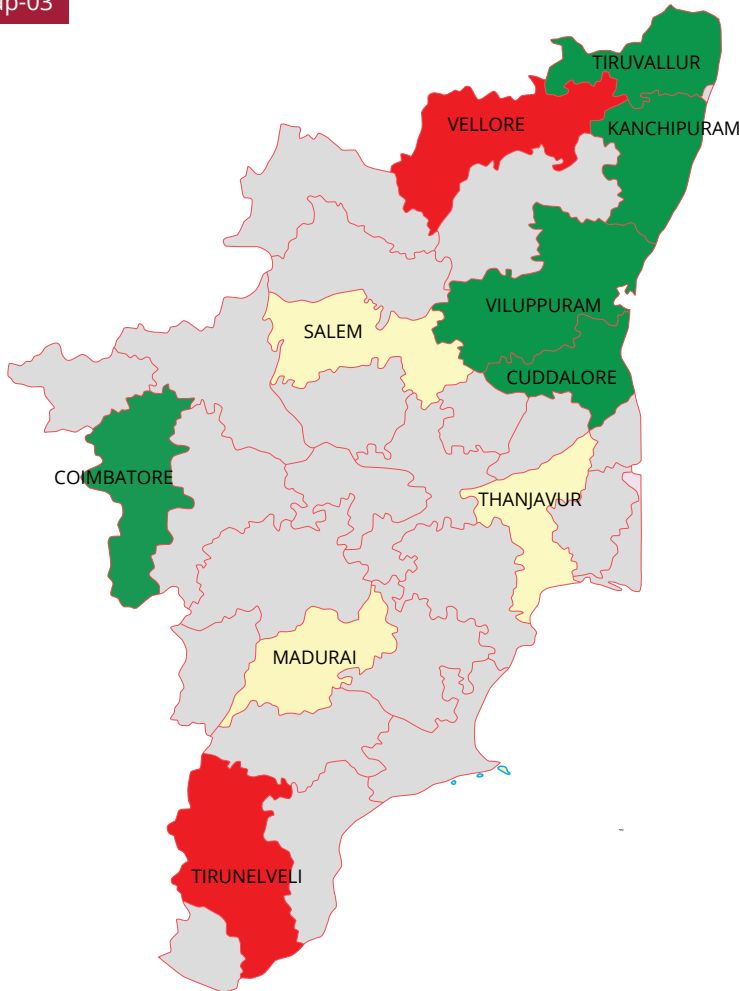 TIRUVALLUR
VELLORE
KANCHIPURAM
VILUPPURAM
SALEM
CUDDALORE
COIMBATORE
THANJAVUR
MADURAI
TIRUNELVELI